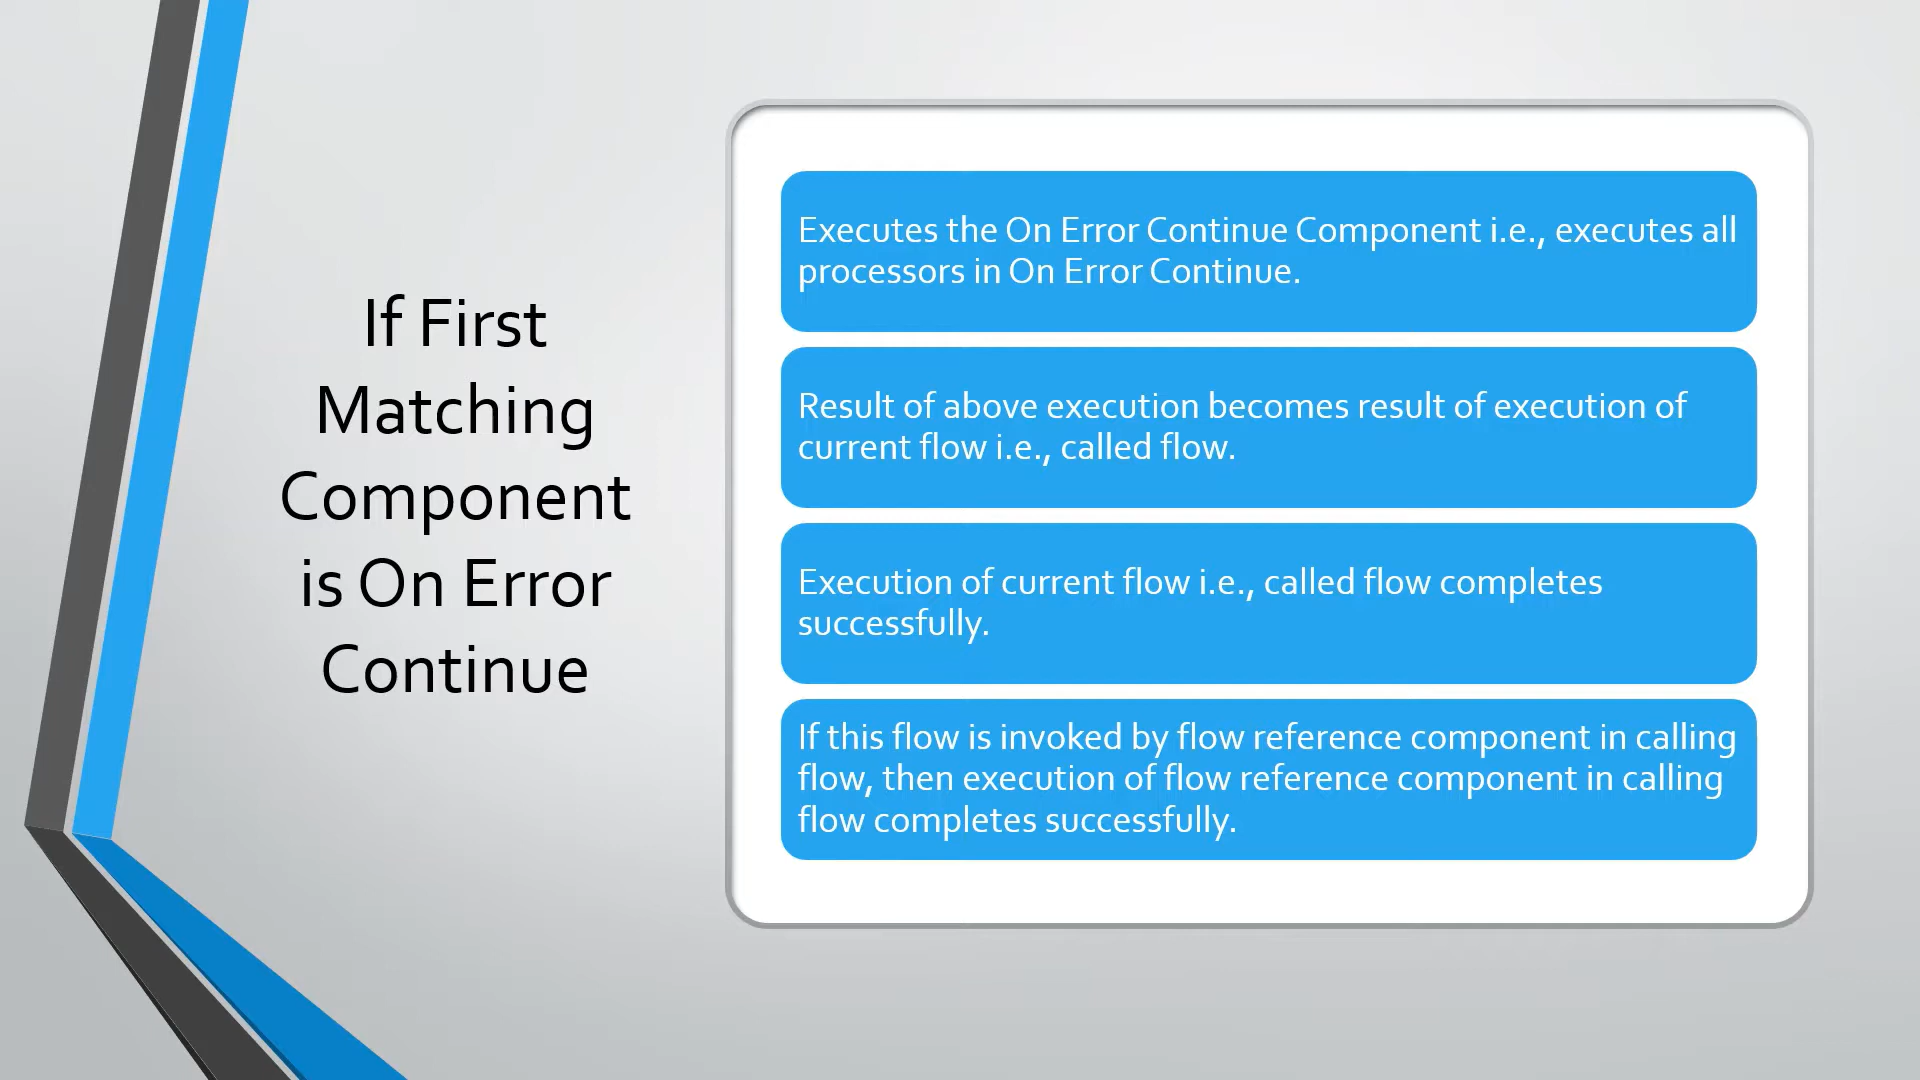 If First
Matching
Component
is On Error
Continue
Executes the On Error Continue Component i.e., executes all
processors in On Error Continue.
Result of above execution becomes result of execution of
current flow i.e., called flow.
Execution of current flow i.e., called flow completes
successfully.
If this flow is invoked by flow reference component in calling
flow, then execution of flow reference component in calling
flow completes successfully.